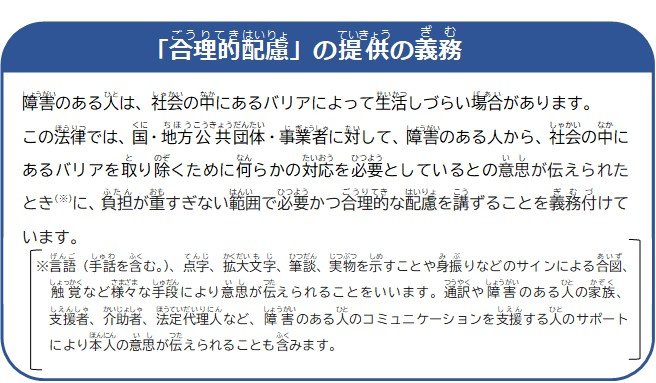 「合理的配慮」の提供の義務
障害のある人は、社会の中にあるバリアによって生活しづらい場合があります。
この法律では、国・地方公共団体・事業者に対して、障害のある人から、社会の中に
あるバリアを取り除くために何らかの対応を必要としているとの意思が伝えられた
とき(※)に、負担が重すぎない範囲で必要かつ合理的な配慮を講ずることを義務付けて
います。
※言語（手話を含む。）、点字、拡大文字、筆談、実物を示すことや身振りなどのサインによる合図、
触覚など様々な手段により意思が伝えられることをいいます。通訳や障害のある人の家族、
支援者、介助者、法定代理人など、障害のある人のコミュニケーションを支援する人のサポート
により本人の意思が伝えられることも含みます。